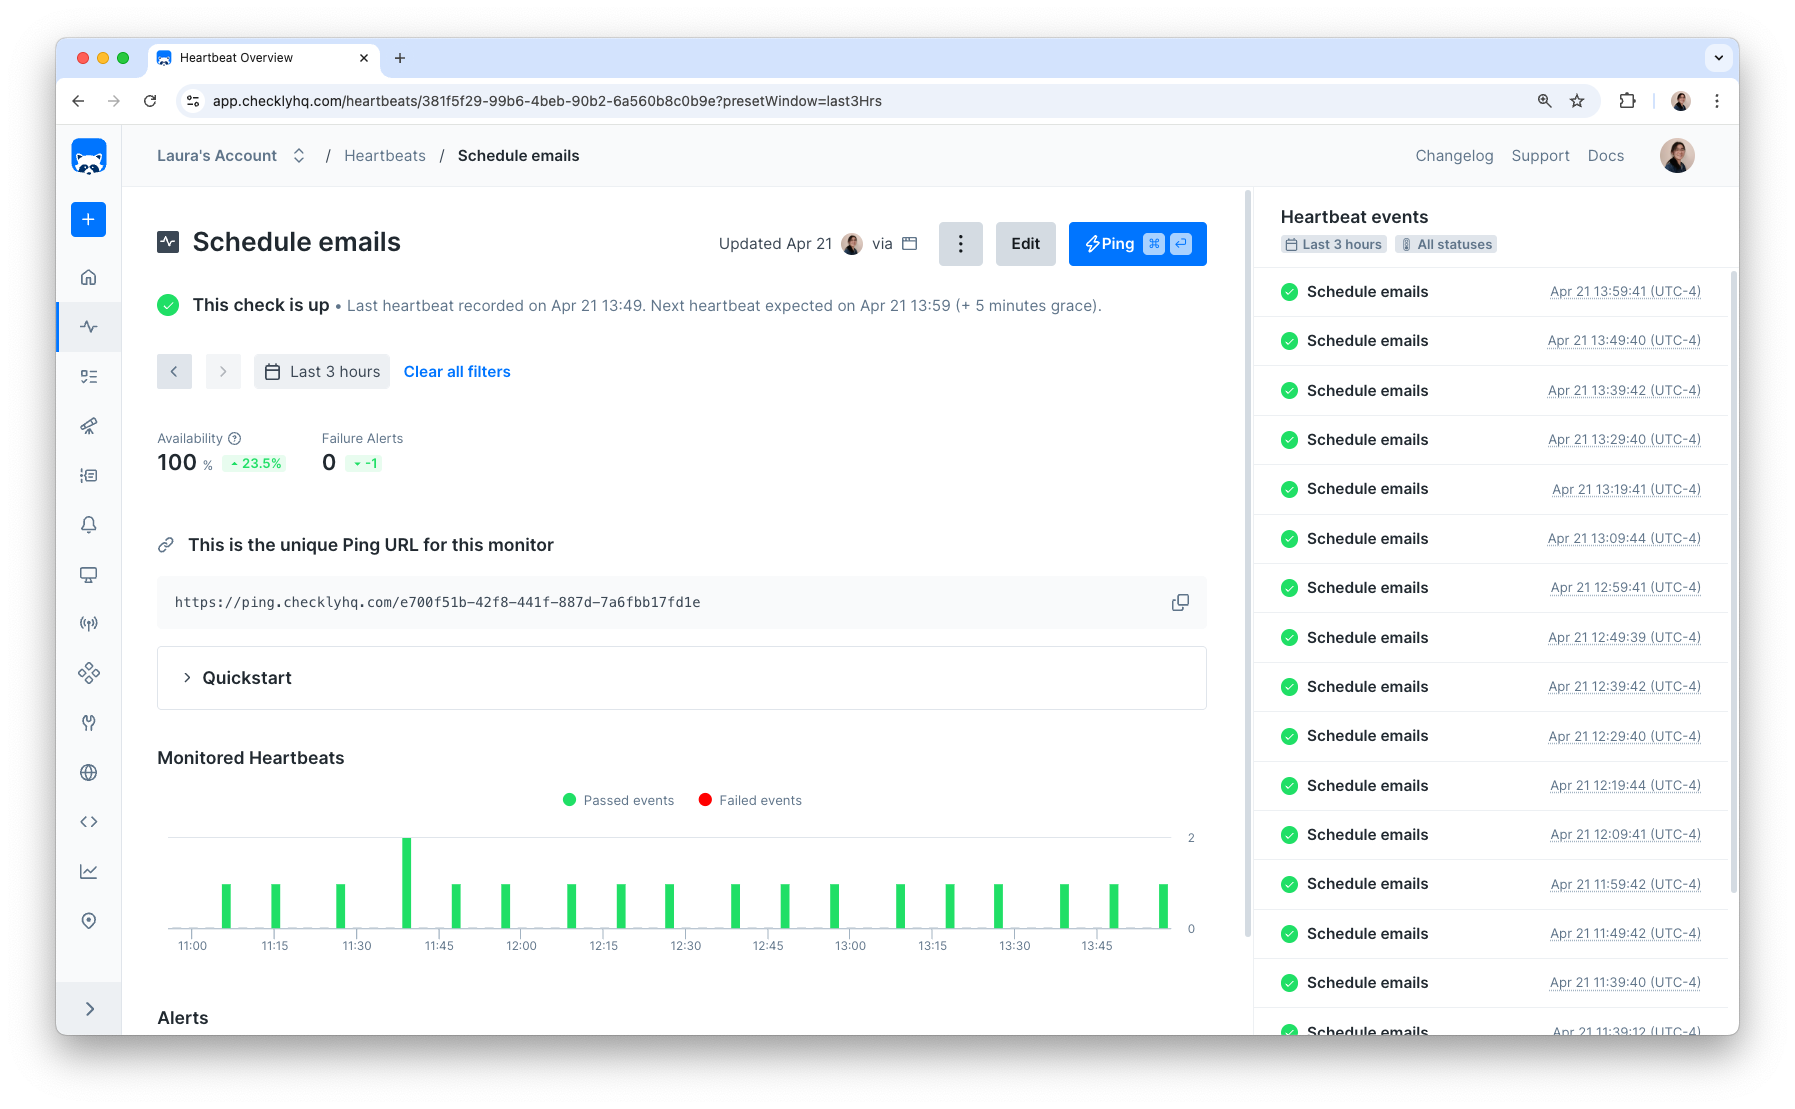 Heartbeat Overview
app.checklyhq.com/heartbeats/381f5f29-99b6-4beb-90b2-6a560b8c0b9e?presetWindow=last3Hrs
Laura's Account / Heartbeats / Schedule emails
Changelog Support Docs
Schedule emails
Updated Apr 21 via
Edit
Ping
This check is up • Last heartbeat recorded on Apr 21 13:49. Next heartbeat expected on Apr 21 13:59 (+ 5 minutes grace).
Last 3 hours
Clear all filters
Availability
100 % 23.5%
Failure Alerts
0 -1
This is the unique Ping URL for this monitor
https://ping.checklyhq.com/e700f51b-42f8-441f-887d-7a6fbb17fd1e
Quickstart
Monitored Heartbeats
Passed events Failed events
2
0
11:00 11:15 11:30 11:45 12:00 12:15 12:30 12:45 13:00 13:15 13:30 13:45
Alerts
Heartbeat events
Last 3 hours All statuses
Schedule emails Apr 21 13:59:41 (UTC-4)
Schedule emails Apr 21 13:49:40 (UTC-4)
Schedule emails Apr 21 13:39:42 (UTC-4)
Schedule emails Apr 21 13:29:40 (UTC-4)
Schedule emails Apr 21 13:19:41 (UTC-4)
Schedule emails Apr 21 13:09:44 (UTC-4)
Schedule emails Apr 21 12:59:41 (UTC-4)
Schedule emails Apr 21 12:49:39 (UTC-4)
Schedule emails Apr 21 12:39:42 (UTC-4)
Schedule emails Apr 21 12:29:40 (UTC-4)
Schedule emails Apr 21 12:19:44 (UTC-4)
Schedule emails Apr 21 12:09:41 (UTC-4)
Schedule emails Apr 21 11:59:42 (UTC-4)
Schedule emails Apr 21 11:49:42 (UTC-4)
Schedule emails Apr 21 11:39:40 (UTC-4)
Schedule emails Apr 21 11:39:12 (UTC-4)